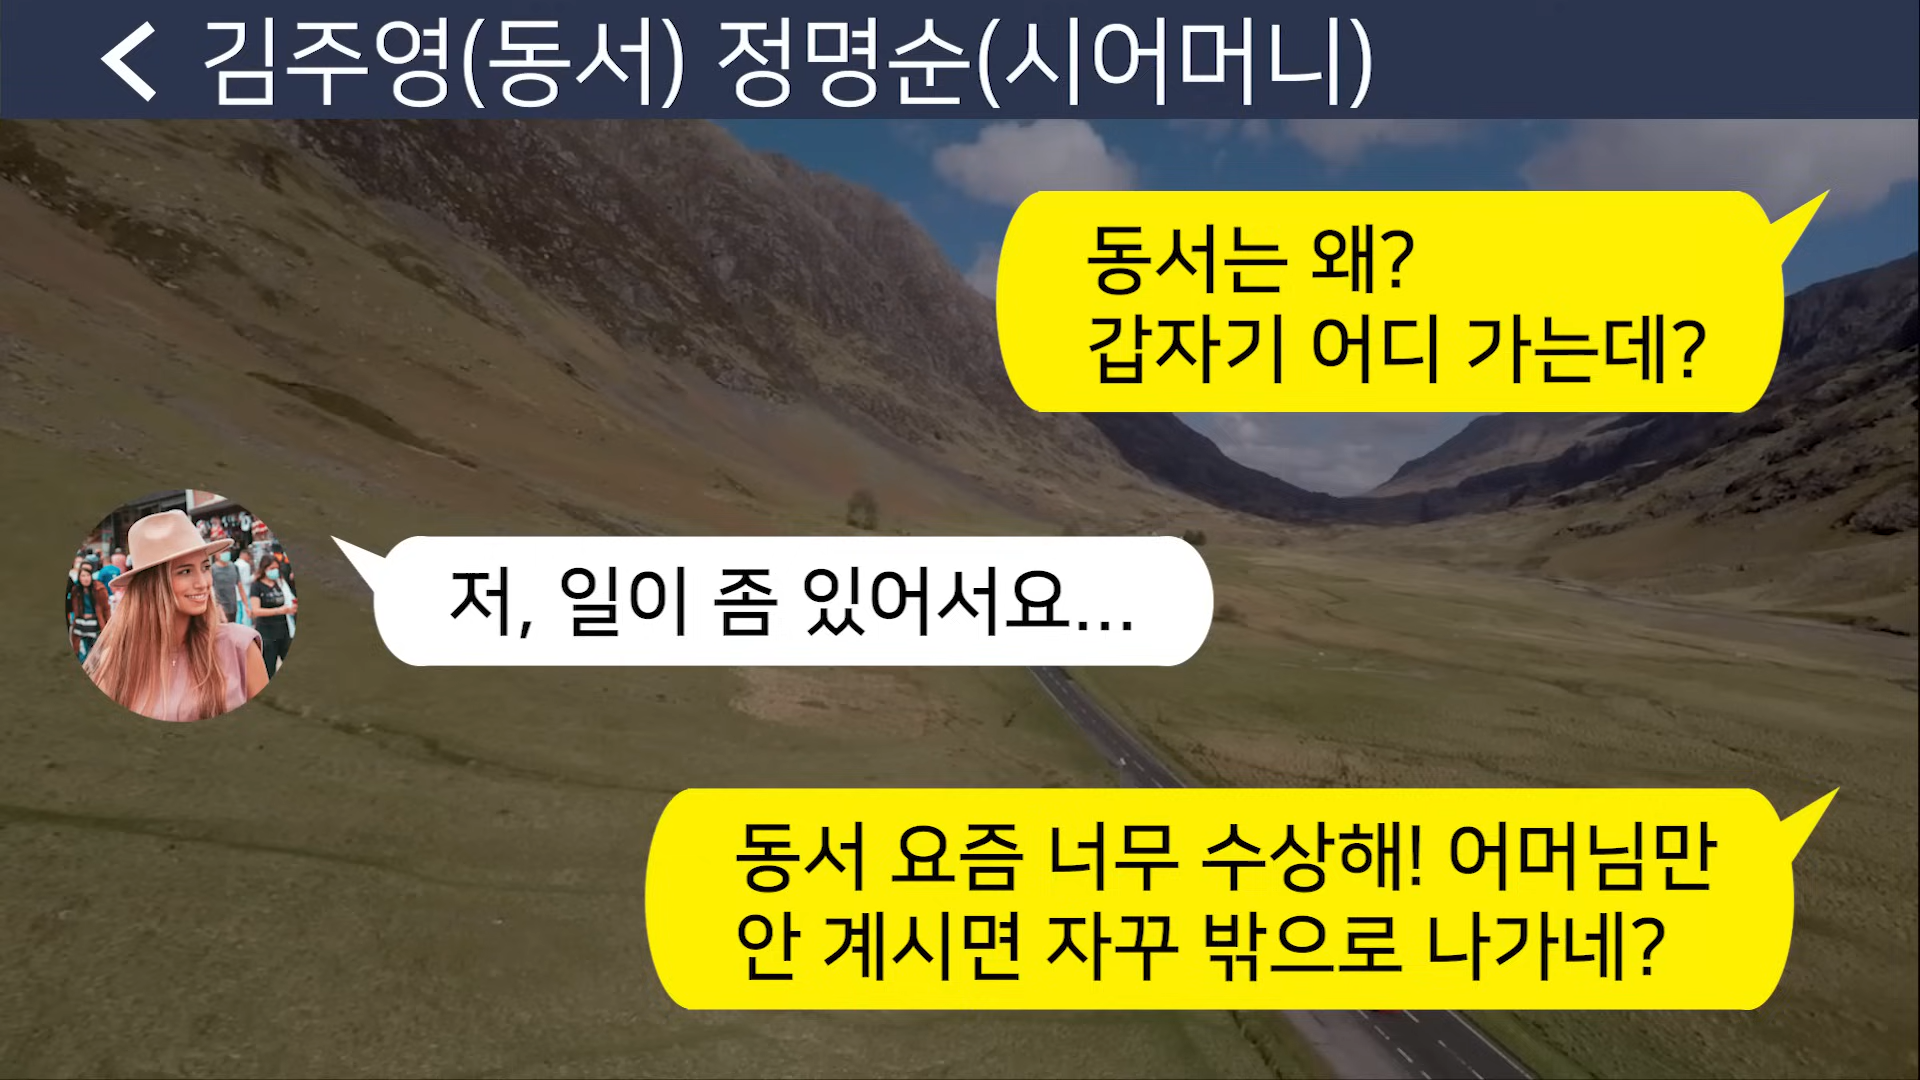 김주영(동서) 정명순(시어머니)
동서는 왜?
갑자기 어디 가는데?
저, 일이 좀 있어서요...
동서 요즘 너무 수상해! 어머님만
안 계시면 자꾸 밖으로 나가네?